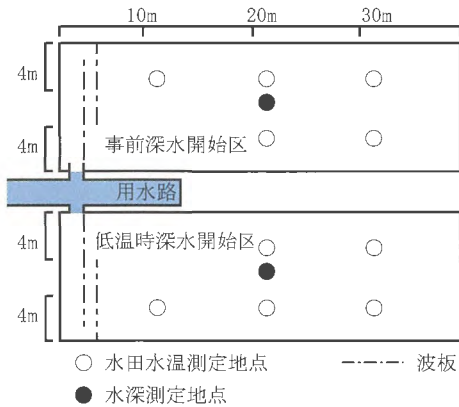 10m 20m 30m
4m
4m
事前深水開始区
用水路
低温時深水開始区
4m
4m
水田水温測定地点 波板
水深測定地点